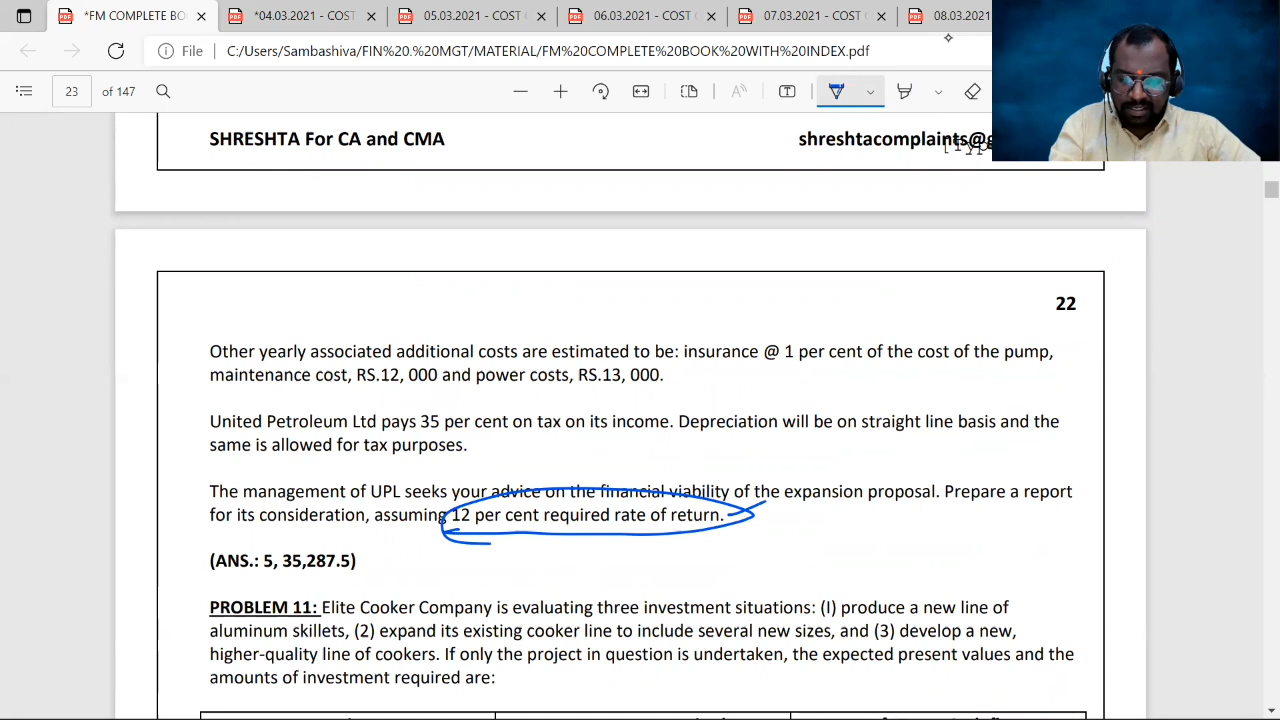 *FM COMPLETE BO
*04.03.2021 - COST
05.03.2021 - COST
06.03.2021 - COST
07.03.2021 - COST
08.03.2021
File C:/Users/Sambashiva/FIN%20.%20MGT/MATERIAL/FM%20COMPLETE%20BOOK%20WITH%20INDEX.pdf
23 of 147
SHRESHTA For CA and CMA shreshtacomplaints@g
22
Other yearly associated additional costs are estimated to be: insurance @ 1 per cent of the cost of the pump,
maintenance cost, RS.12, 000 and power costs, RS.13, 000.
United Petroleum Ltd pays 35 per cent on tax on its income. Depreciation will be on straight line basis and the
same is allowed for tax purposes.
The management of UPL seeks your advice on the financial viability of the expansion proposal. Prepare a report
for its consideration, assuming 12 per cent required rate of return.
(ANS.: 5, 35,287.5)
PROBLEM 11: Elite Cooker Company is evaluating three investment situations: (I) produce a new line of
aluminum skillets, (2) expand its existing cooker line to include several new sizes, and (3) develop a new,
higher-quality line of cookers. If only the project in question is undertaken, the expected present values and the
amounts of investment required are: